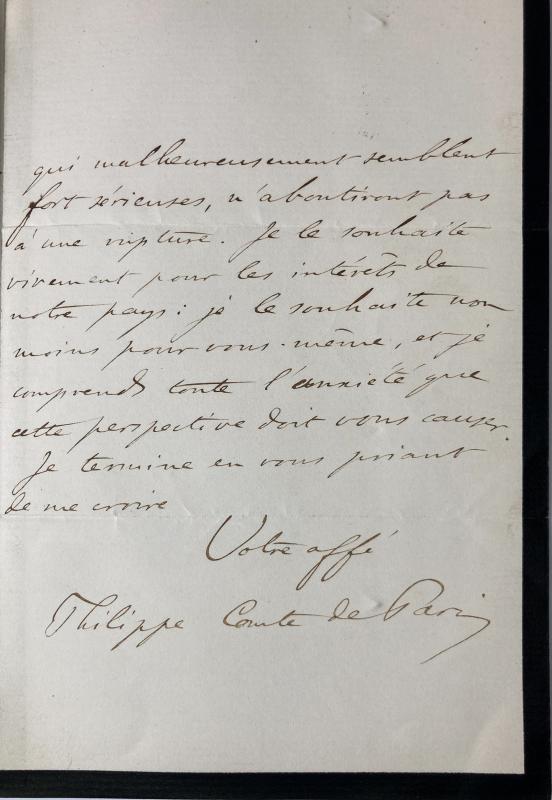 qui malheureusement semblent
fort sérieuses, n'aboutiront pas
à une rupture. Je le souhaite
vivement pour les intérêts de
notre pays: je le souhaite non
moins pour vous-même, et je
comprends toute l'anxiété que
cette perspective doit vous causer.
Je termine en vous priant
de me croire
Votre affé
Philippe Comte de Paris